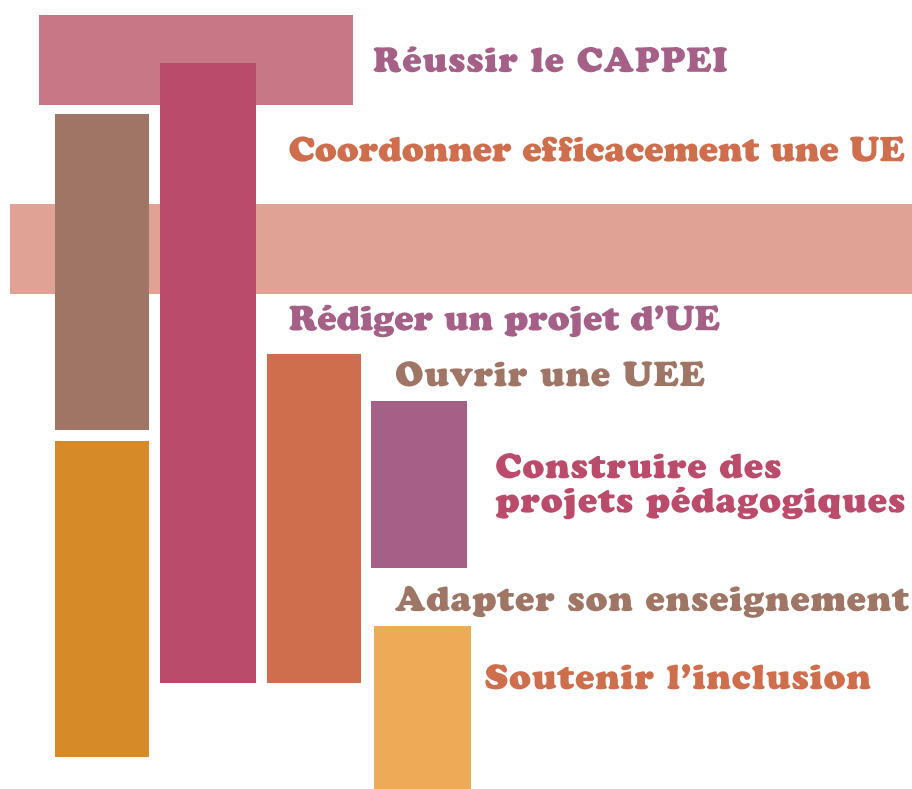 Réussir le CAPPEI
Coordonner efficacement une UE
Rédiger un projet d’UE
Ouvrir une UEE
Construire des
projets pédagogiques
Adapter son enseignement
Soutenir l’inclusion